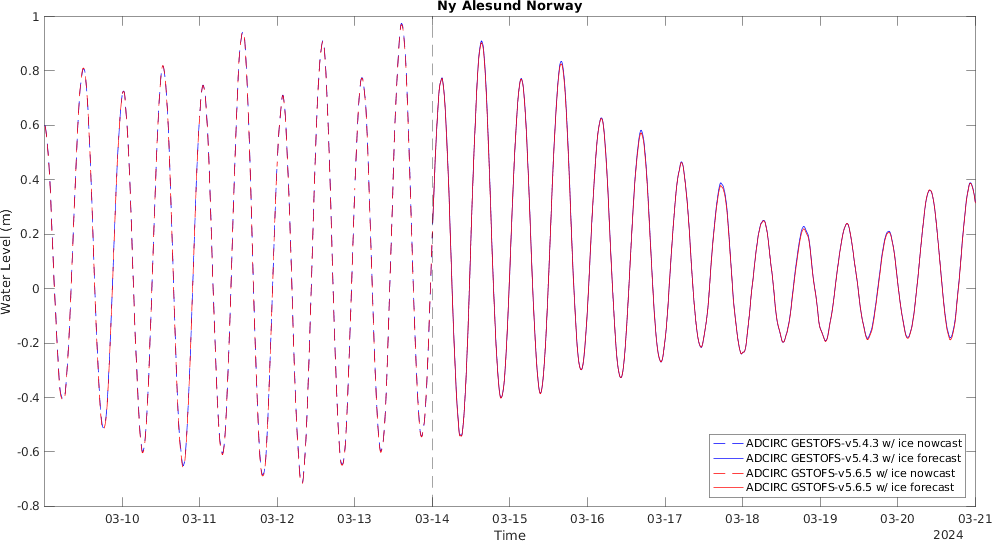 Ny Alesund Norway
1
0.8
0.6
0.4
0.2
0
-0.2
-0.4
-0.6
-0.8
Water Level (m)
ADCIRC GESTOFS-v5.4.3 w/ ice nowcast
ADCIRC GESTOFS-v5.4.3 w/ ice forecast
ADCIRC GSTOFS-v5.6.5 w/ ice nowcast
ADCIRC GSTOFS-v5.6.5 w/ ice forecast
03-10 03-11 03-12 03-13 03-14 03-15 03-16 03-17 03-18 03-19 03-20 03-21
Time
2024